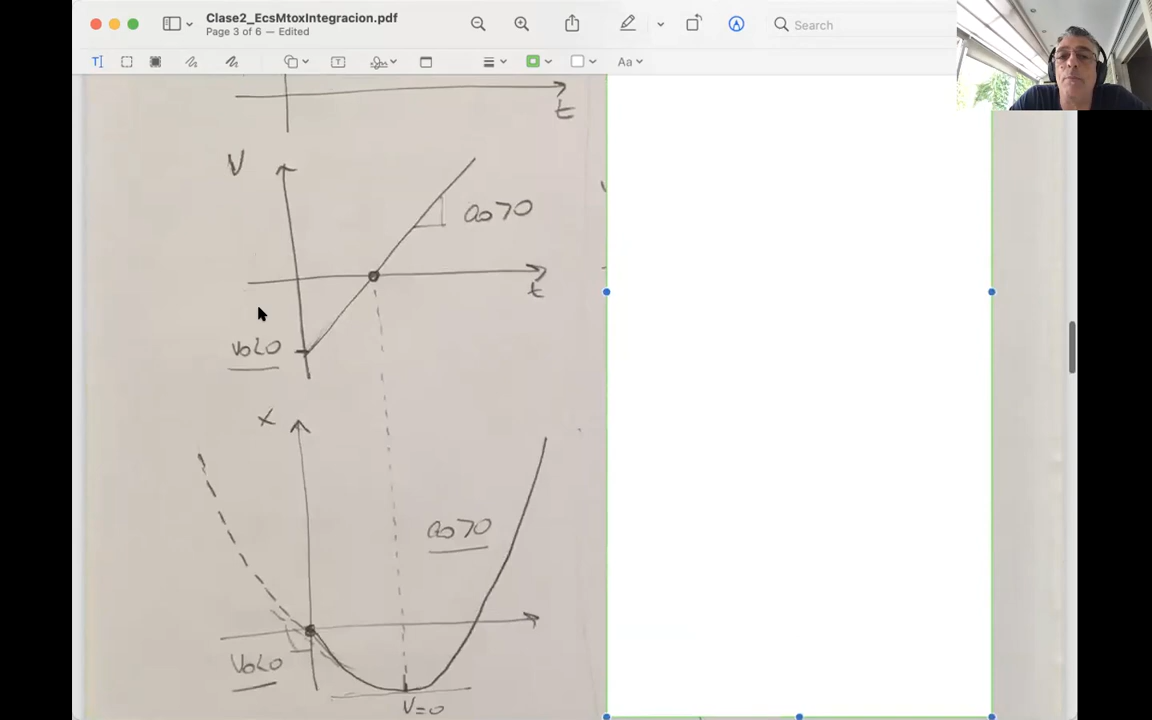 Clase2_EcsMtoxIntegracion.pdf
Page 3 of 6 — Edited
Search
Aa
t
V
a0>0
t
v0<0
x
a0>0
V0<0
V=0